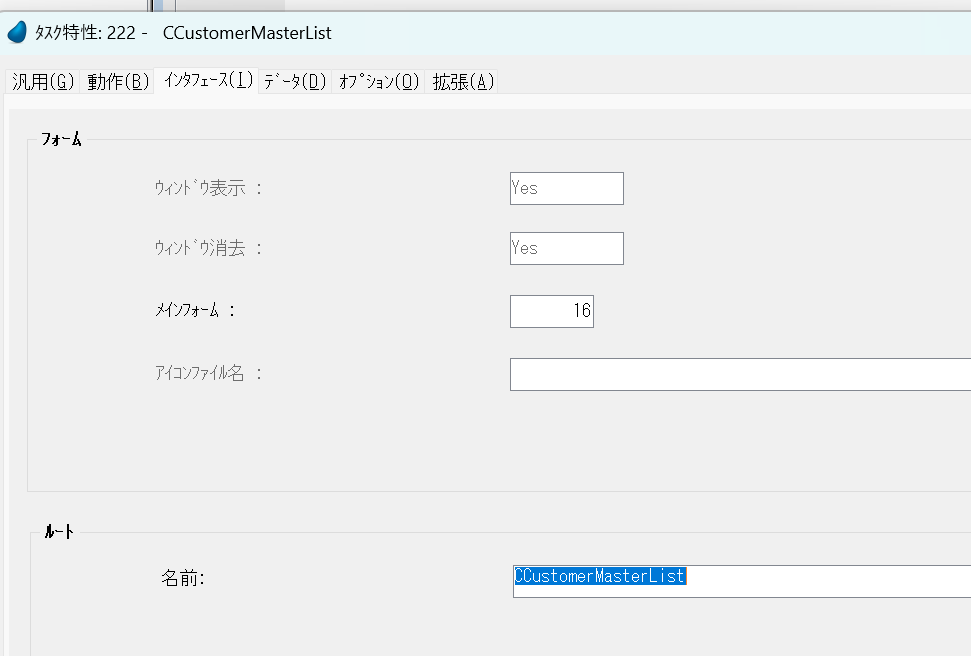 ﾀｽｸ特性: 222 -   CCustomerMasterList
汎用(G) 動作(B) ｲﾝﾀﾌｪｰｽ(I) ﾃﾞｰﾀ(D) ｵﾌﾟｼｮﾝ(O) 拡張(A)
ﾌｫｰﾑ
ｳｨﾝﾄﾞｳ表示 : Yes
ｳｨﾝﾄﾞｳ消去 : Yes
ﾒｲﾝﾌｫｰﾑ : 16
ｱｲｺﾝﾌｧｲﾙ名 :
ﾙｰﾄ
名前: CCustomerMasterList